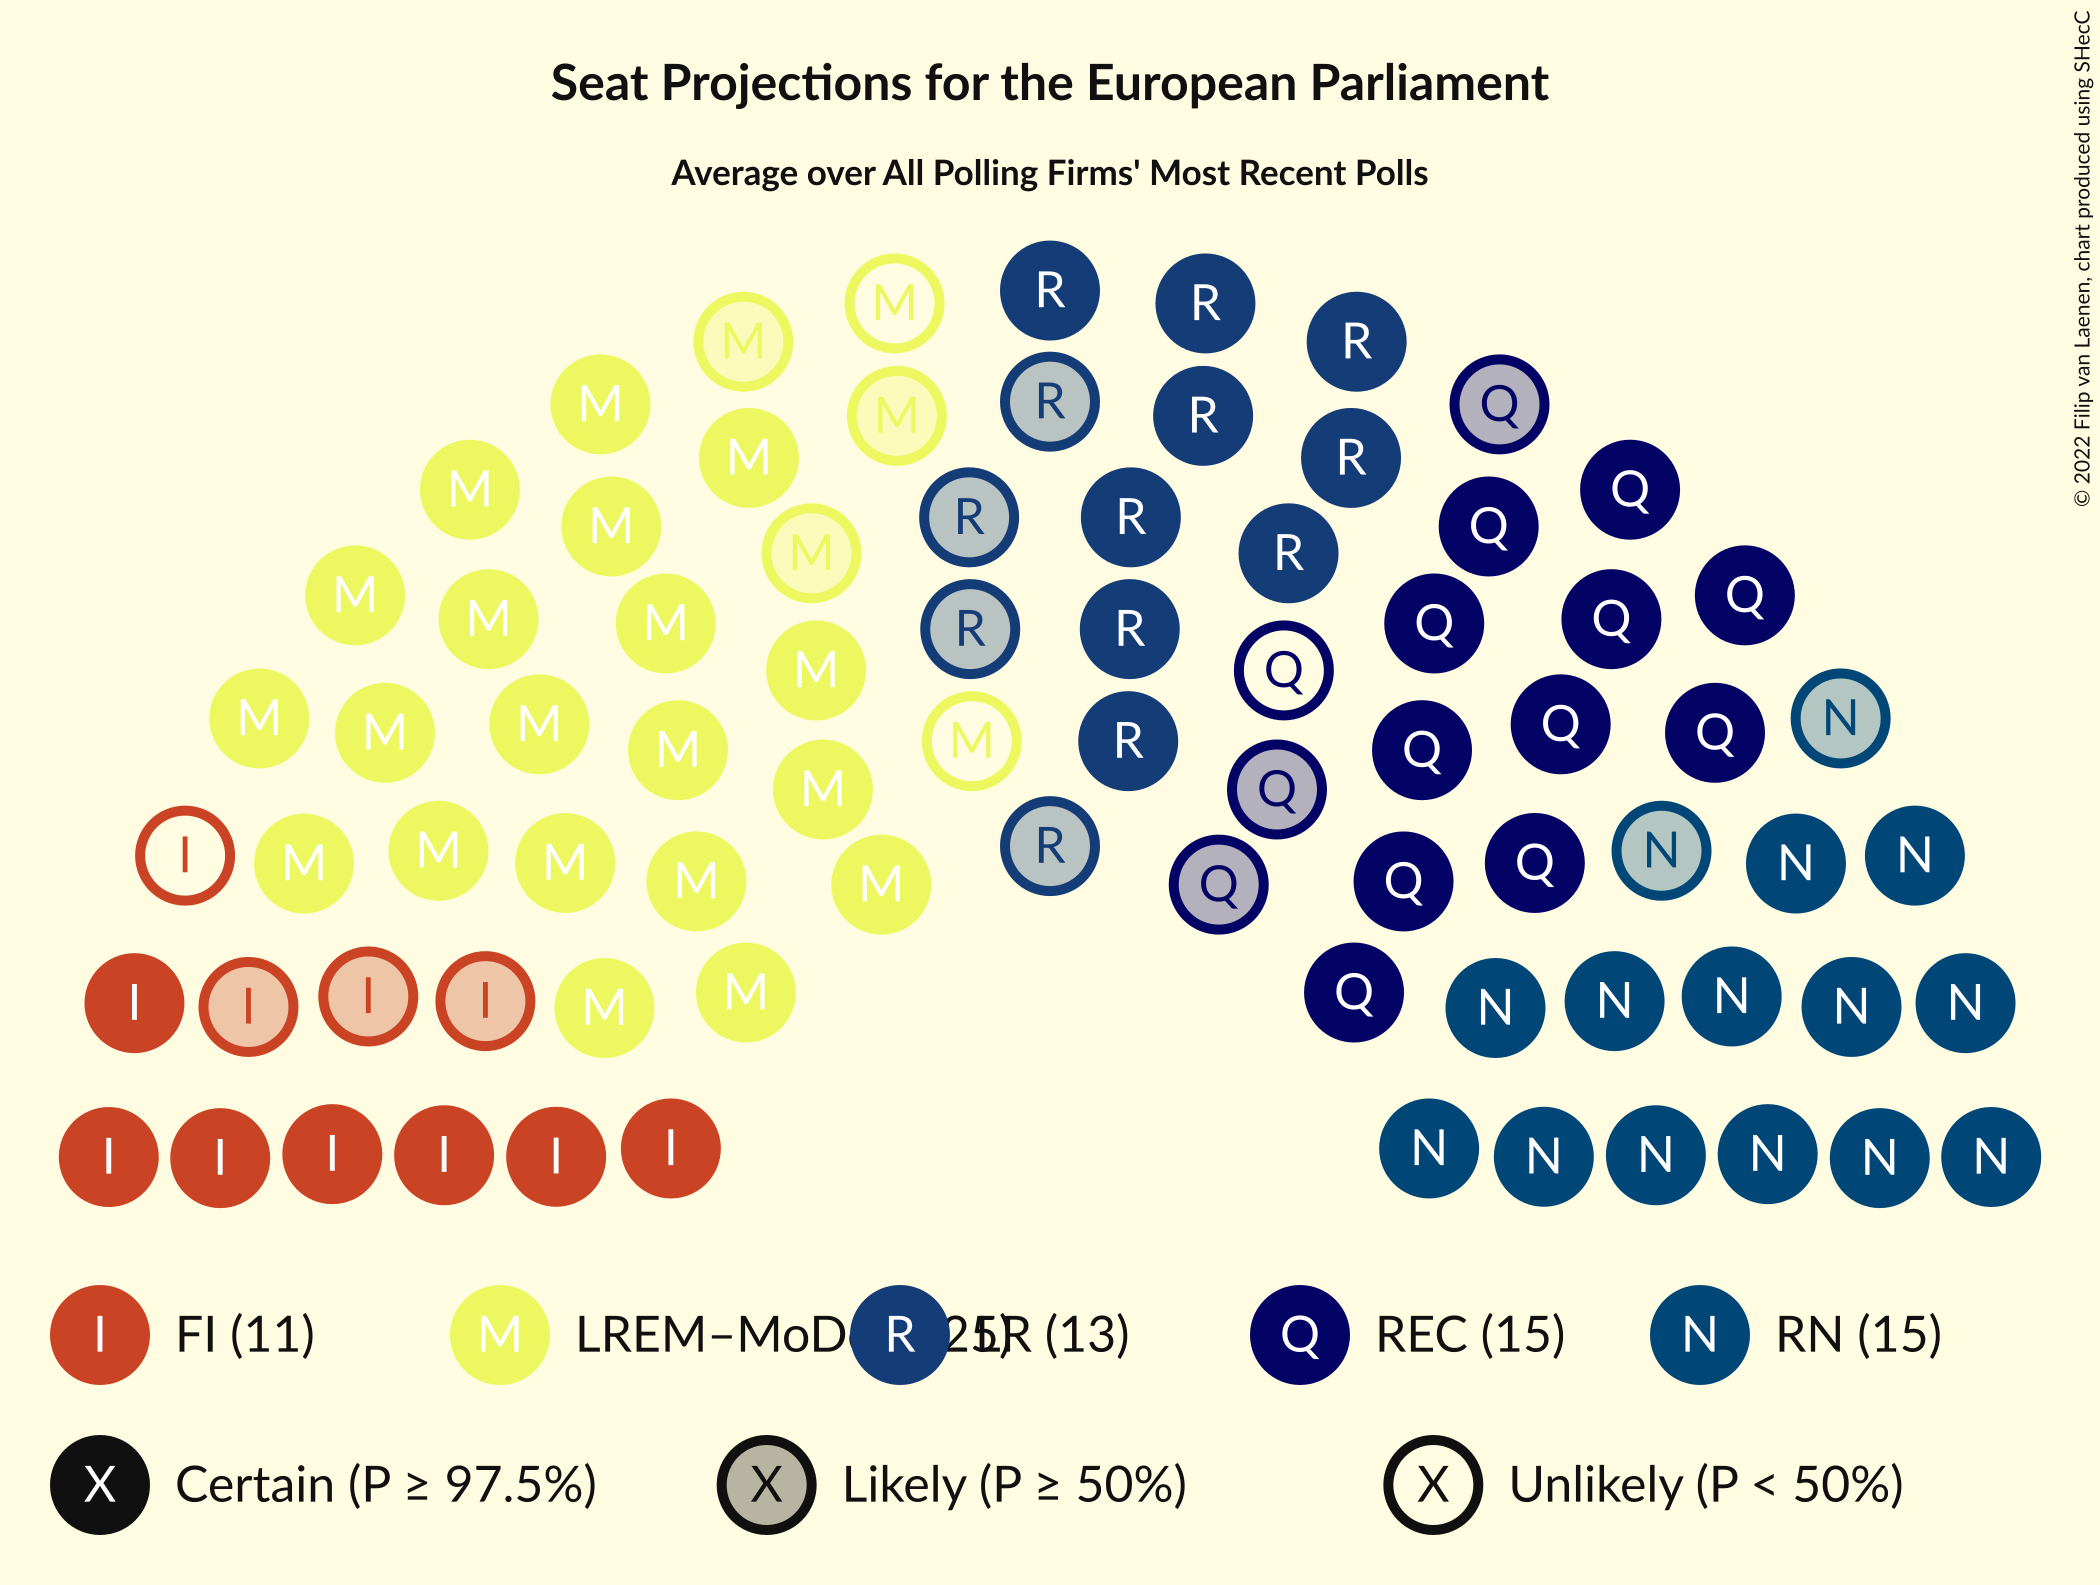 Seat Projections for the European Parliament
Average over All Polling Firms' Most Recent Polls
© 2022 Filip van Laenen, chart produced using SHecC
M R R
M R
M M R R Q
M R
M R R Q
M Q
M R
M Q
M M R R Q Q
M Q
M M M M M R Q Q Q N
M Q
I M M M M M R Q Q Q N N N
I I I I M M Q N N N N N
I I I I I I N N N N N N
I FI (11)
M LREM–MoD
R LR (13)
Q REC (15)
N RN (15)
X Certain (P ≥ 97.5%)
X Likely (P ≥ 50%)
X Unlikely (P < 50%)